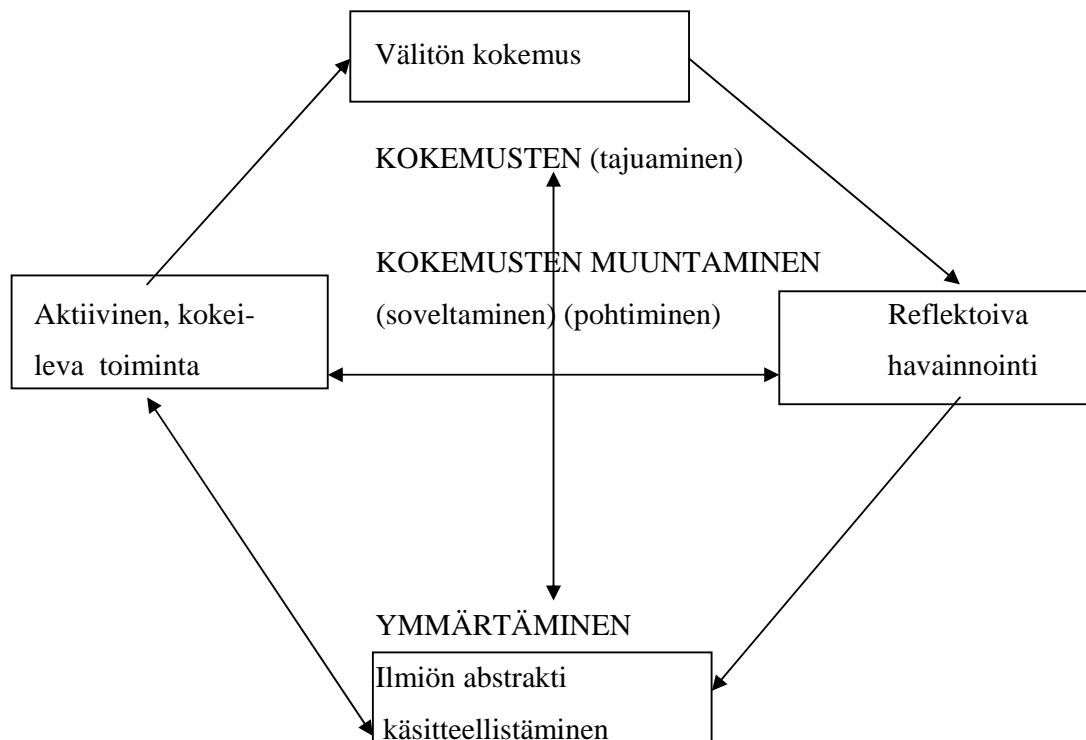 Välitön kokemus
KOKEMUSTEN (tajuaminen)
KOKEMUSTEN MUUNTAMINEN
(soveltaminen) (pohtiminen)
Aktiivinen, kokei-
leva toiminta
Reflektoiva
havainnointi
YMMÄRTÄMINEN
Ilmiön abstrakti
käsitteellistäminen